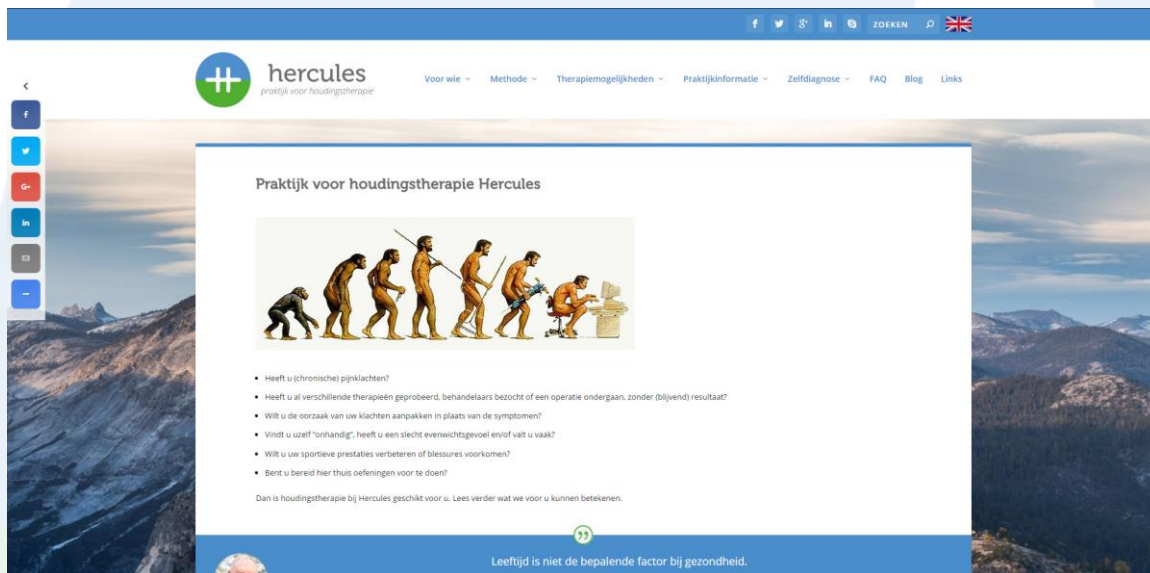 ZOEKEN
hercules
praktijk voor houdingstherapie
Voor wie Methode Therapiemogelijkheden Praktijkinformatie Zelfdiagnose FAQ Blog Links
Praktijk voor houdingstherapie Hercules
Heeft u (chronische) pijnklachten?
Heeft u al verschillende therapieën geprobeerd, behandelaars bezocht of een operatie ondergaan, zonder (blijvend) resultaat?
Wilt u de oorzaak van uw klachten aanpakken in plaats van de symptomen?
Vindt u uzelf "onhandig", heeft u een slecht evenwichtsgevoel en/of valt u vaak?
Wilt u uw sportieve prestaties verbeteren of blessures voorkomen?
Bent u bereid hier thuis oefeningen voor te doen?
Dan is houdingstherapie bij Hercules geschikt voor u. Lees verder wat we voor u kunnen betekenen.
Leeftijd is niet de bepalende factor bij gezondheid.